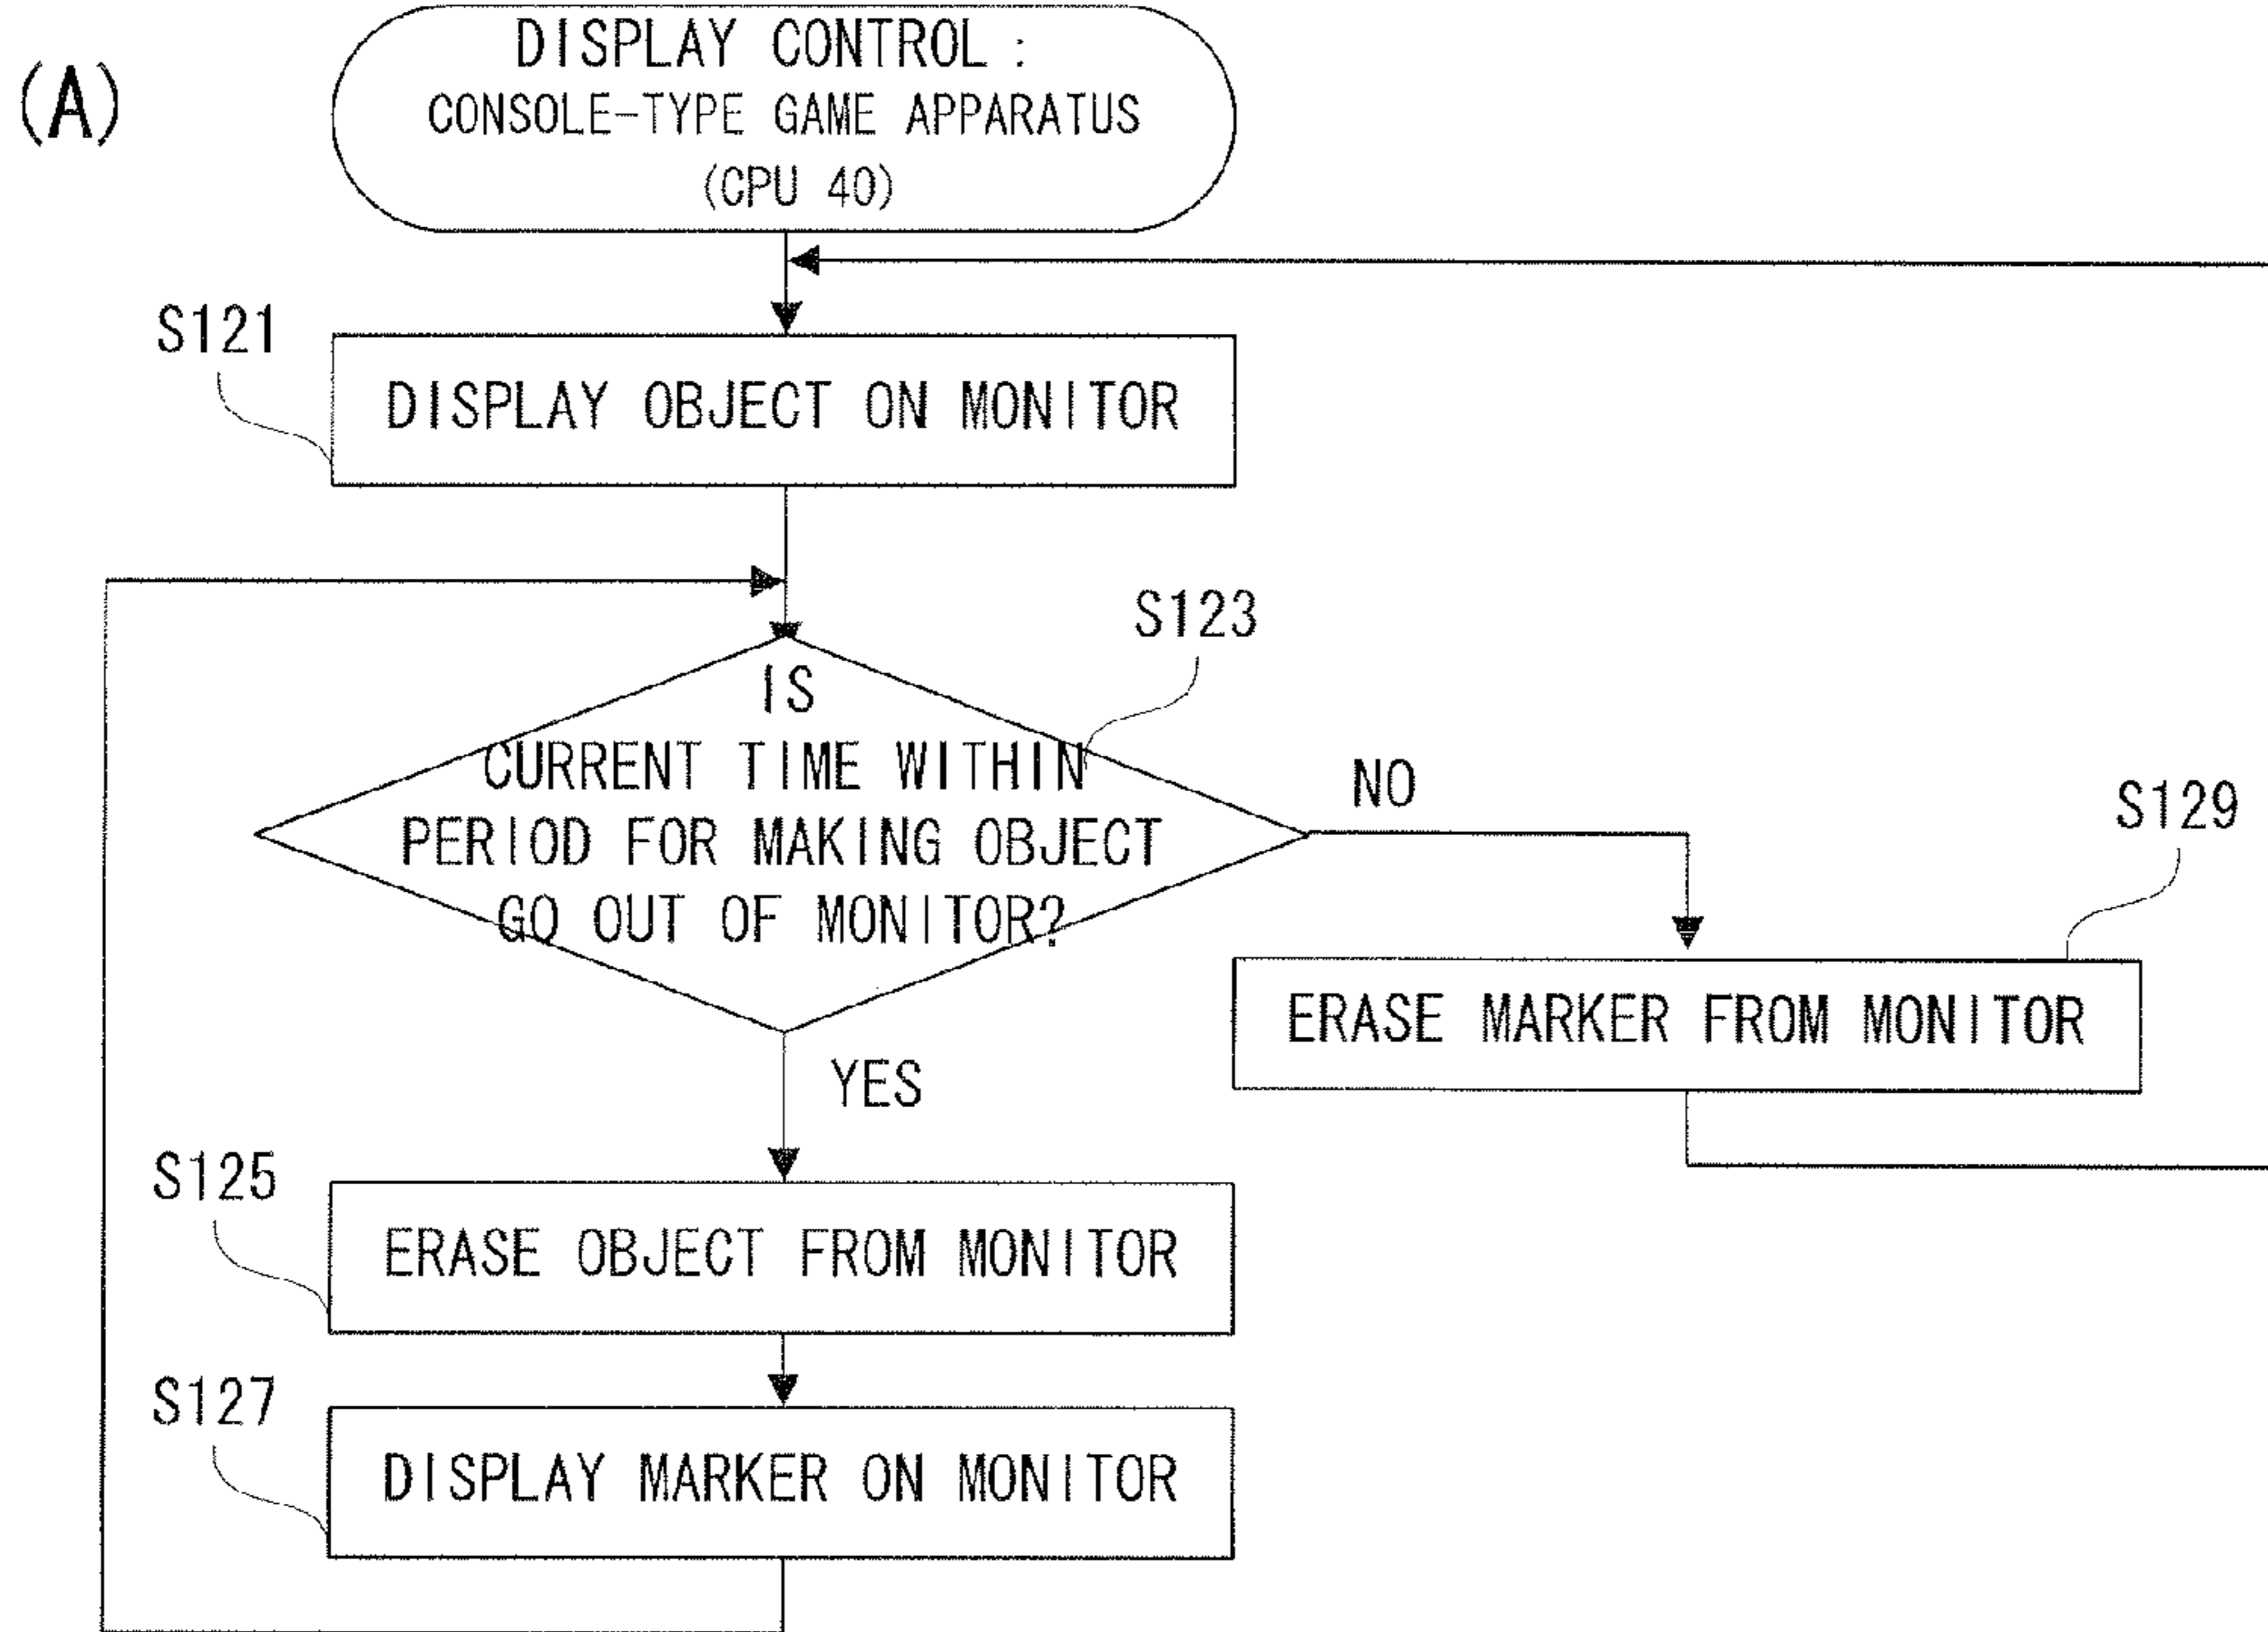 (A)
DISPLAY CONTROL :
CONSOLE-TYPE GAME APPARATUS
(CPU 40)
S121
DISPLAY OBJECT ON MONITOR
S123
IS
CURRENT TIME WITHIN
PERIOD FOR MAKING OBJECT
GO OUT OF MONITOR?
NO
S129
ERASE MARKER FROM MONITOR
YES
S125
ERASE OBJECT FROM MONITOR
S127
DISPLAY MARKER ON MONITOR